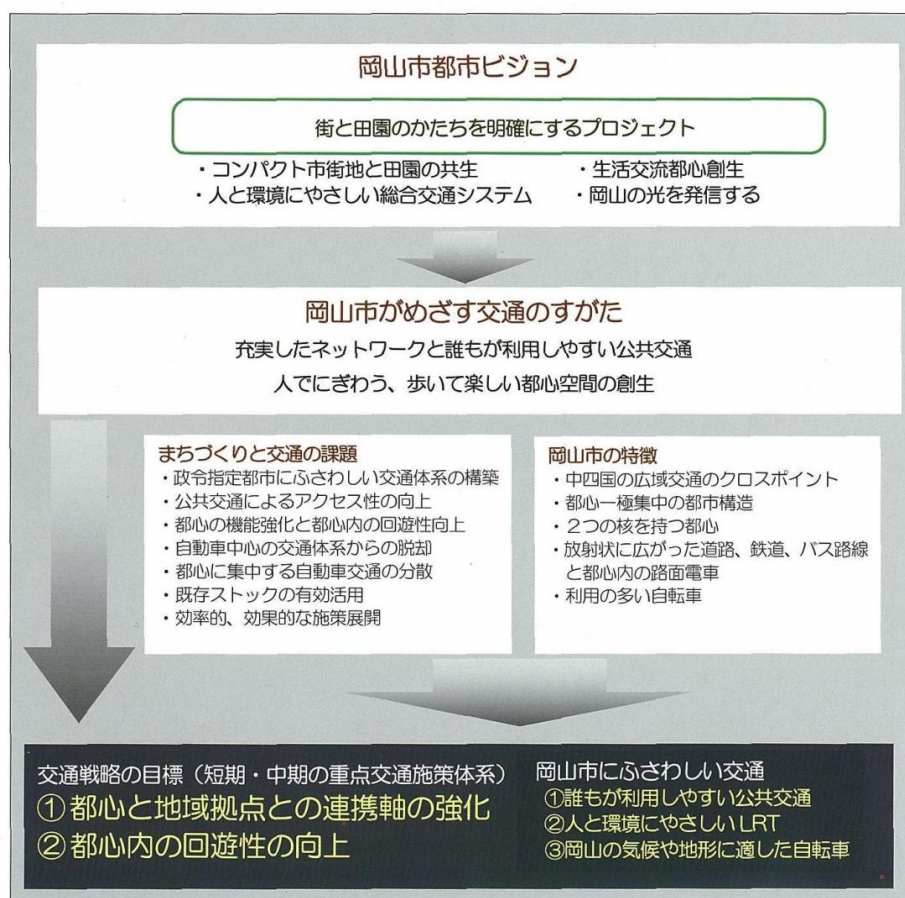 岡山市都市ビジョン
街と田園のかたちを明確にするプロジェクト
・コンパクト市街地と田園の共生
・生活交流都心創生
・人と環境にやさしい総合交通システム
・岡山の光を発信する
岡山市がめざす交通のすがた
充実したネットワークと誰もが利用しやすい公共交通
人でにぎわう、歩いて楽しい都心空間の創生
まちづくりと交通の課題
・政令指定都市にふさわしい交通体系の構築
・公共交通によるアクセス性の向上
・都心の機能強化と都心内の回遊性向上
・自動車中心の交通体系からの脱却
・都心に集中する自動車交通の分散
・既存ストックの有効活用
・効率的、効果的な施策展開
岡山市の特徴
・中四国の広域交通のクロスポイント
・都心一極集中の都市構造
・２つの核を持つ都心
・放射状に広がった道路、鉄道、バス路線
と都心内の路面電車
・利用の多い自転車
交通戦略の目標（短期・中期の重点交通施策体系）
①都心と地域拠点との連携軸の強化
②都心内の回遊性の向上
岡山市にふさわしい交通
①誰もが利用しやすい公共交通
②人と環境にやさしいLRT
③岡山の気候や地形に適した自転車